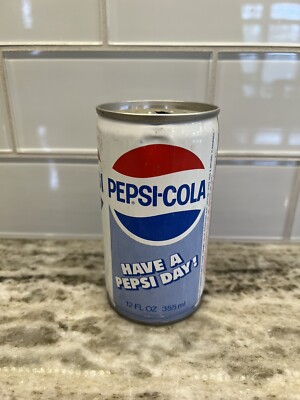 PEPSI-COLA
HAVE A
PEPSI DAY!
12 FL OZ 355 ml